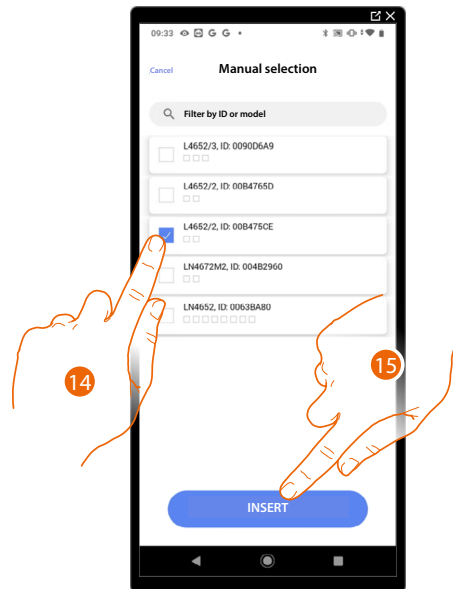 09:33 G G
Cancel Manual selection
Filter by ID or model
L4652/3, ID: 0090D6A9
L4652/2, ID: 00B4765D
L4652/2, ID: 00B475CE
LN4672M2, ID: 004B2960
LN4652, ID: 0063BA80
14
15
INSERT